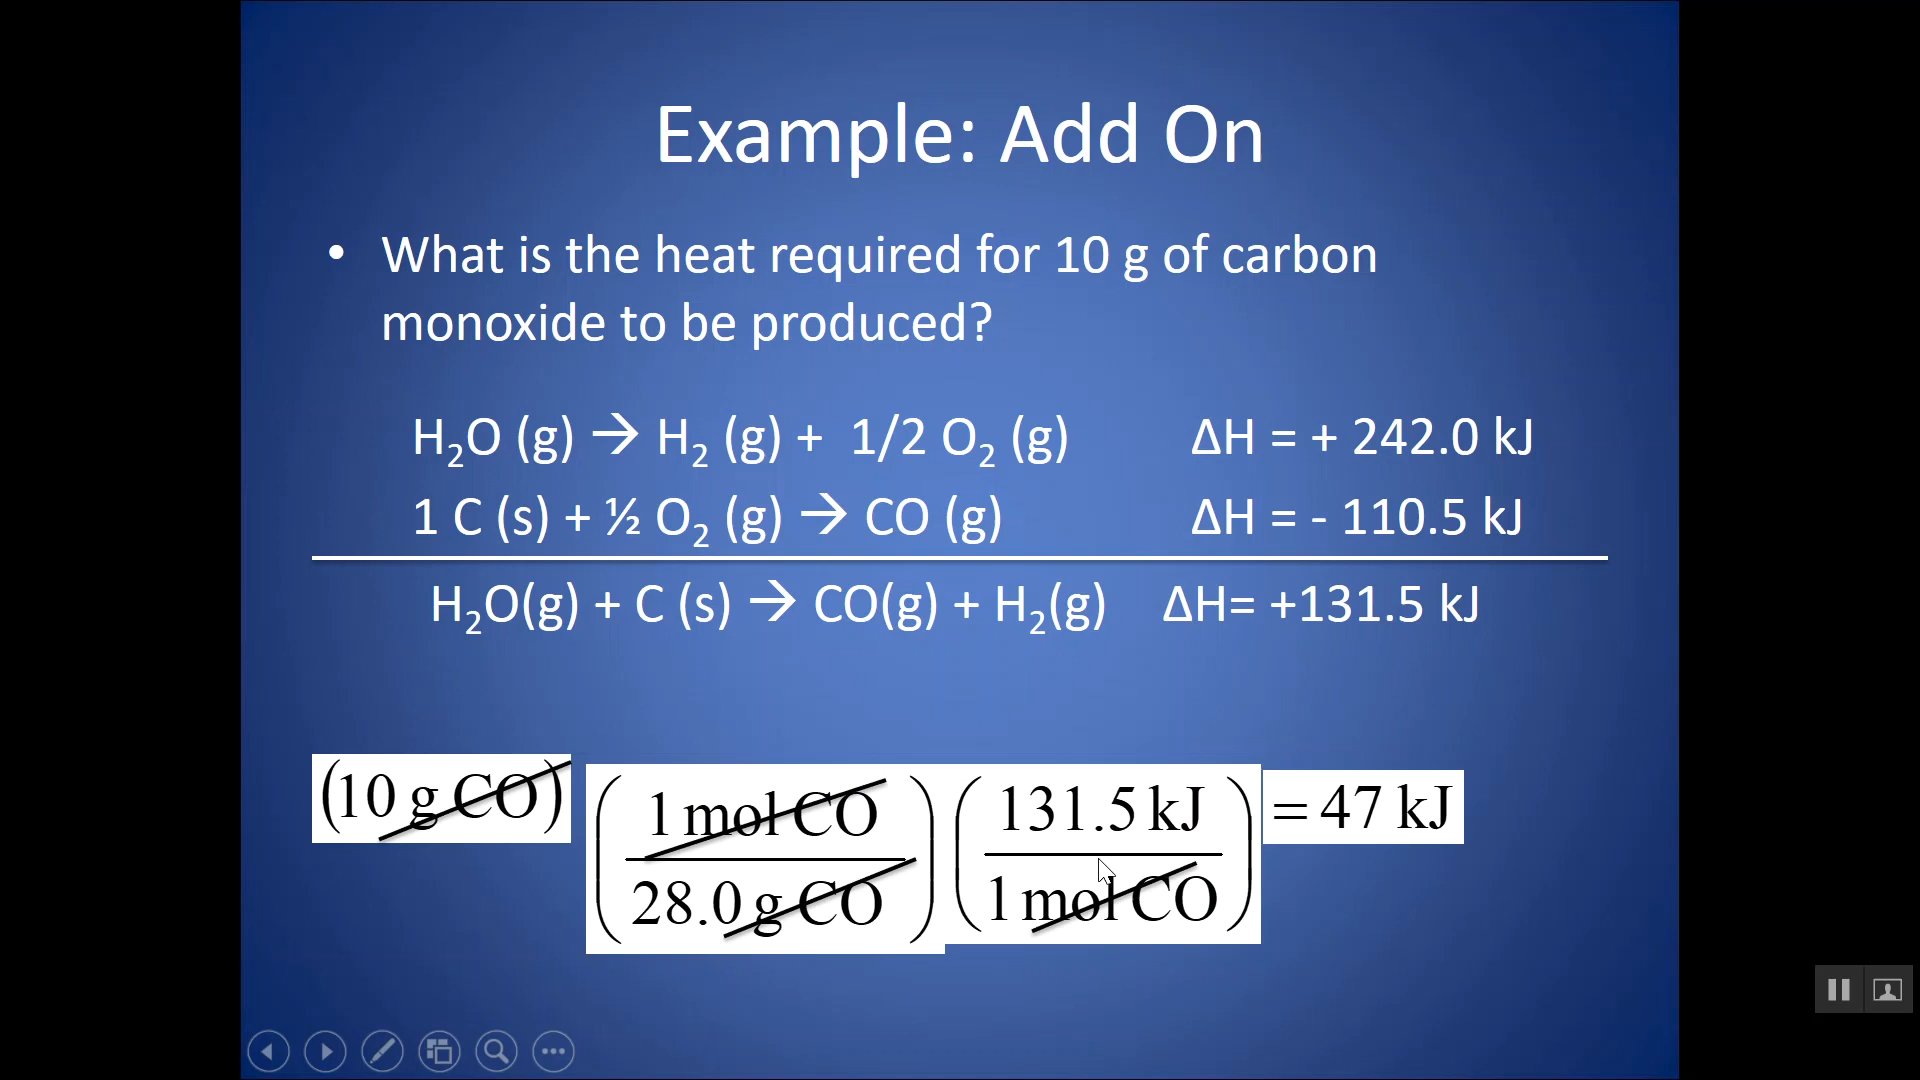 Example: Add On
• What is the heat required for 10 g of carbon
monoxide to be produced?
H₂O (g) → H₂ (g) + 1/2 O₂ (g) ΔH = + 242.0 kJ
1 C (s) + ½ O₂ (g) → CO (g) ΔH = - 110.5 kJ
H₂O(g) + C (s) → CO(g) + H₂(g) ΔH= +131.5 kJ
(10 g CO) (1 mol CO / 28.0 g CO) (131.5 kJ / 1 mol CO) = 47 kJ